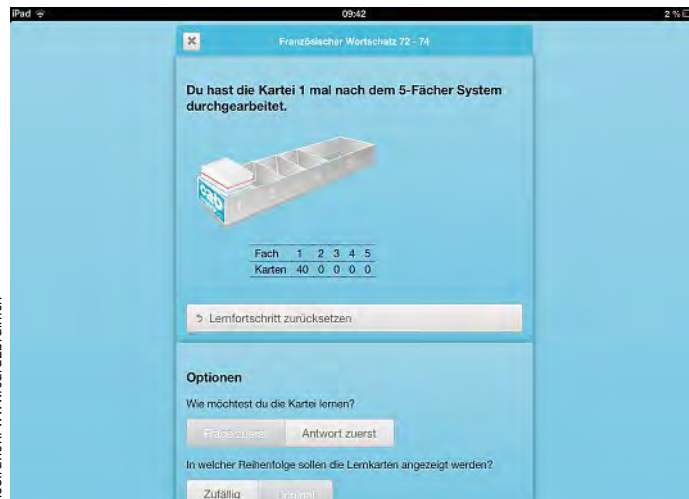 iPad
09:42
2 %
Französischer Wortschatz 72 - 74
Du hast die Kartei 1 mal nach dem 5-Fächer System
durchgearbeitet.
cab
Fach 1 2 3 4 5
Karten 40 0 0 0 0
Lernfortschritt zurücksetzen
Optionen
Wie möchtest du die Kartei lernen?
Frage zuerst
Antwort zuerst
In welcher Reihenfolge sollen die Lernkarten angezeigt werden?
Zufällig